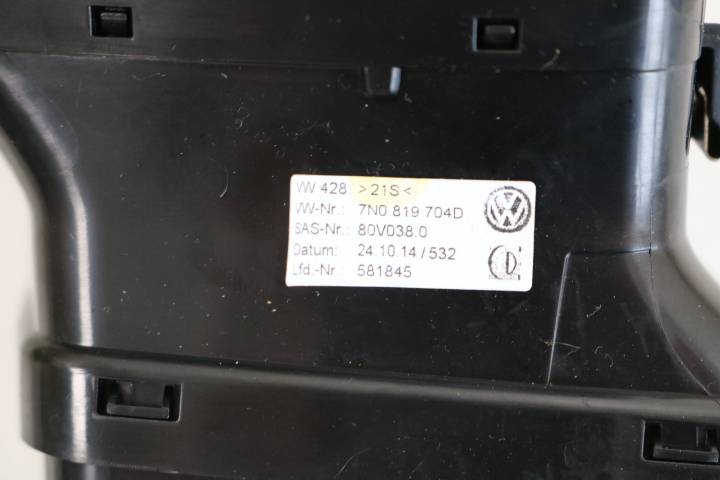 VW 428 >21S<
VW-Nr.: 7N0 819 704D
SAS-Nr.: 80V038.0
Datum: 24.10.14 / 532
Lfd.-Nr.: 581845